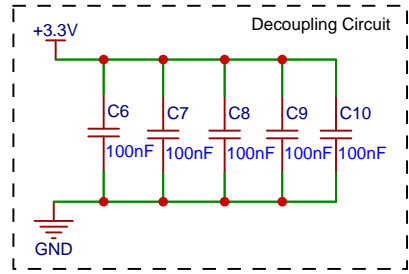 Decoupling Circuit
+3.3V
C6
C7
C8
C9
C10
100nF
100nF
100nF
100nF
100nF
GND